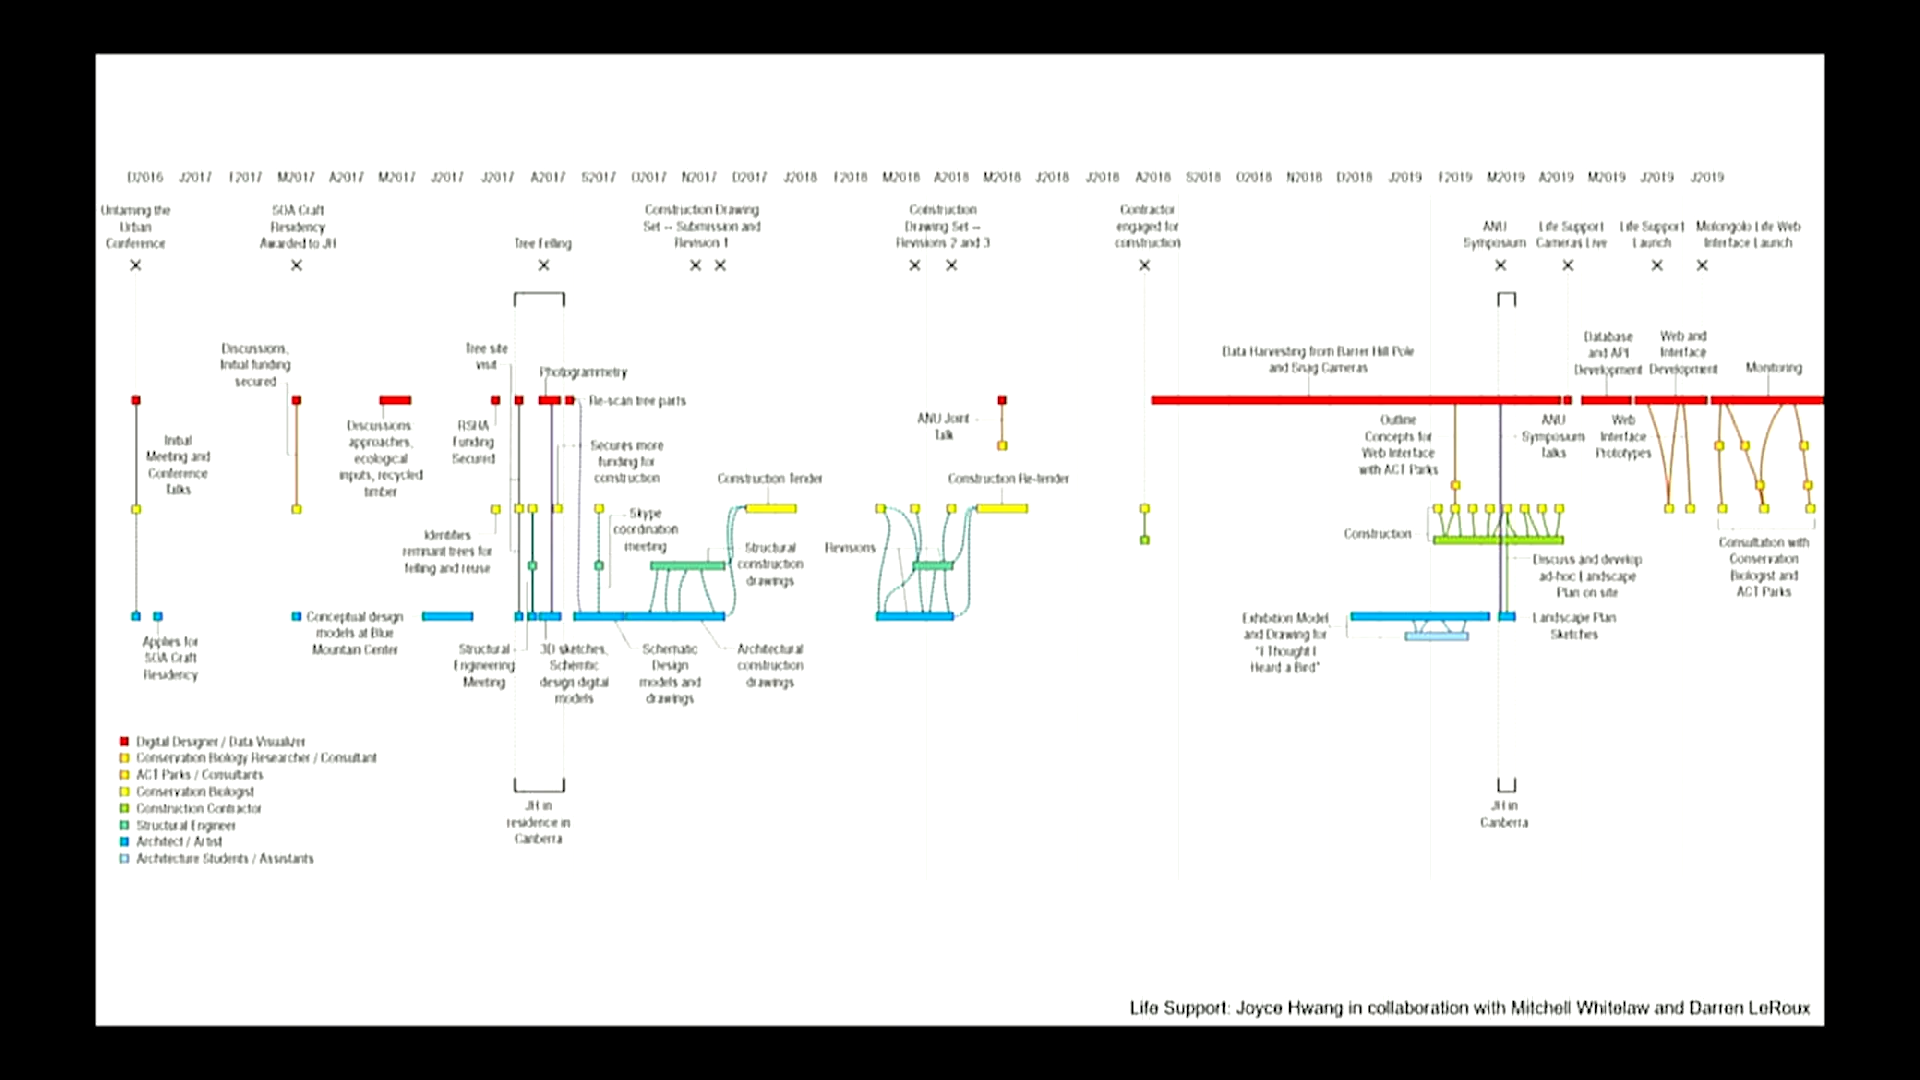 D2016 J2017 F2017 M2017 A2017 M2017 J2017 J2017 A2017 S2017 O2017 N2017 D2017 J2018 F2018 M2018 A2018 M2018 J2018 J2018 A2018 S2018 O2018 N2018 D2018 J2019 F2019 M2019 A2019 M2019 J2019 J2019
Untaming the
Urban
Conference
SOA Craft
Residency
Awarded to JH
Tree Felling
Construction Drawing
Set -- Submission and
Revision 1
Construction
Drawing Set --
Revisions 2 and 3
Contractor
engaged for
construction
ANU
Symposium
Life Support
Cameras Live
Life Support
Launch
Molongolo Life Web
Interface Launch
Discussions,
Initial funding
secured
Tree site
visit
Photogrammetry
Re-scan tree parts
Data Harvesting from Barrer Hill Pole
and Snag Cameras
Database
and API
Development
Web and
Interface
Development
Monitoring
Initial
Meeting and
Conference
Talks
Discussions
approaches,
ecological
inputs, recycled
timber
RSHA
Funding
Secured
Secures more
funding for
construction
ANU Joint
Talk
Outline
Concepts for
Web Interface
with ACT Parks
ANU
Symposium
Talks
Web
Interface
Prototypes
Construction Tender
Construction Re-tender
Identifies
remnant trees for
felling and reuse
Skype
coordination
meeting
Structural
construction
drawings
Revisions
Construction
Discuss and develop
ad-hoc Landscape
Plan on site
Consultation with
Conservation
Biologist and
ACT Parks
Applies for
SOA Craft
Residency
Conceptual design
models at Blue
Mountain Center
Structural
Engineering
Meeting
3D sketches,
Schemtic
design digital
models
Schematic
Design
models and
drawings
Architectural
construction
drawings
Exhibition Model
and Drawing for
"I Thought I
Heard a Bird"
Landscape Plan
Sketches
Digital Designer / Data Visualizer
Conservation Biology Researcher / Consultant
ACT Parks / Consultants
Conservation Biologist
Construction Contractor
Structural Engineer
Architect / Artist
Architecture Students / Assistants
JH in
residence in
Canberra
JH in
Canberra
Life Support: Joyce Hwang in collaboration with Mitchell Whitelaw and Darren LeRoux